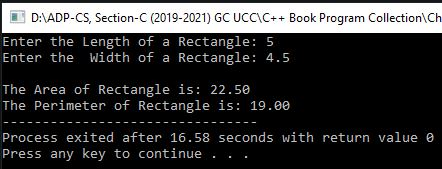 D:\ADP-CS, Section-C (2019-2021) GC UCC\C++ Book Program Collection\Ch
Enter the Length of a Rectangle: 5
Enter the  Width of a Rectangle: 4.5

The Area of Rectangle is: 22.50
The Perimeter of Rectangle is: 19.00
--------------------------------
Process exited after 16.58 seconds with return value 0
Press any key to continue . . .